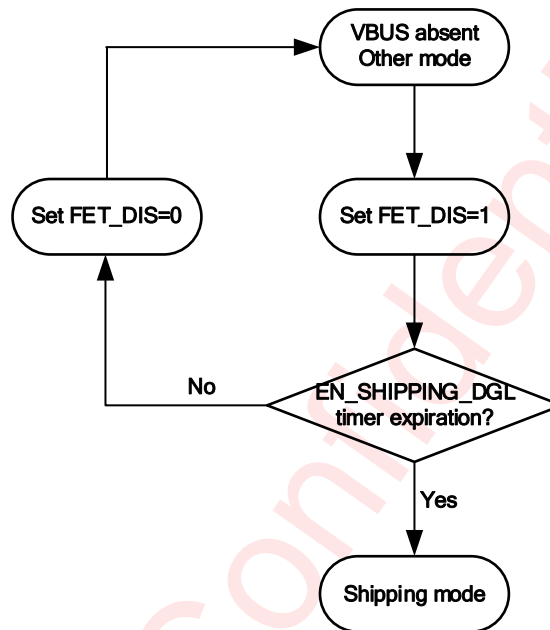 VBUS absent
Other mode
Set FET_DIS=0
Set FET_DIS=1
EN_SHIPPING_DGL
timer expiration?
No
Yes
Shipping mode